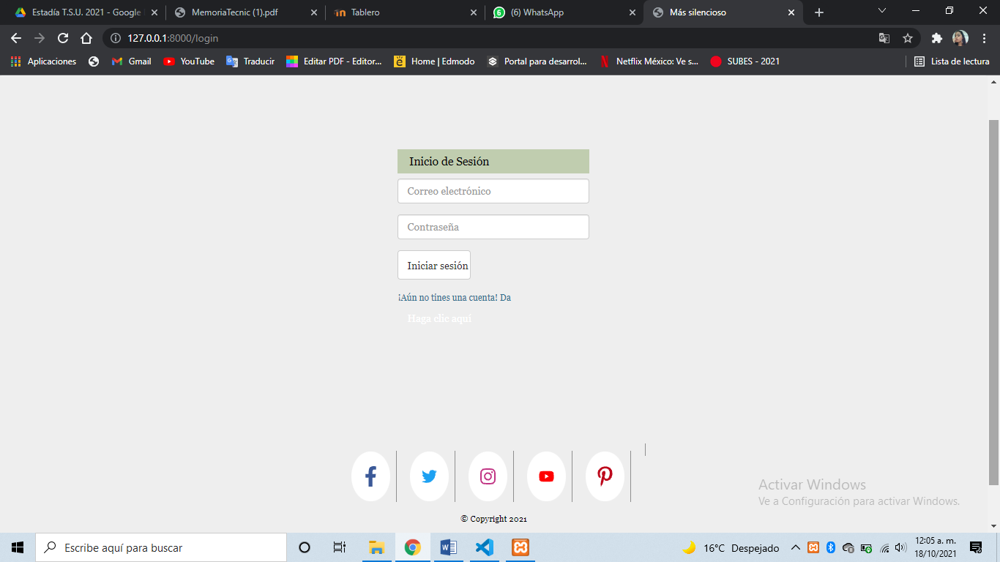 Estadía T.S.U. 2021 - Google
MemoriaTecnic (1).pdf
Tablero
(6) WhatsApp
Más silencioso
127.0.0.1:8000/login
Aplicaciones
Gmail
YouTube
Traducir
Editar PDF - Editor...
Home | Edmodo
Portal para desarrol...
Netflix México: Ve s...
SUBES - 2021
Lista de lectura
Inicio de Sesión
Correo electrónico
Contraseña
Iniciar sesión
¡Aún no tines una cuenta! Da
Haga clic aquí
Activar Windows
Ve a Configuración para activar Windows.
© Copyright 2021
Escribe aquí para buscar
16°C Despejado
12:05 a. m.
18/10/2021